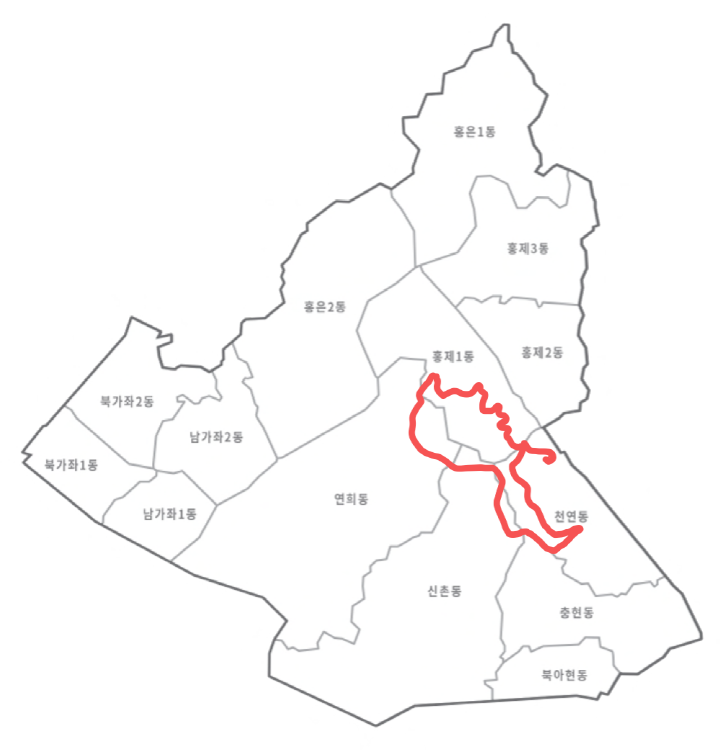 홍은1동
홍제3동
홍은2동
홍제2동
홍제1동
북가좌2동
남가좌2동
북가좌1동
연희동
남가좌1동
천연동
신촌동
충현동
북아현동